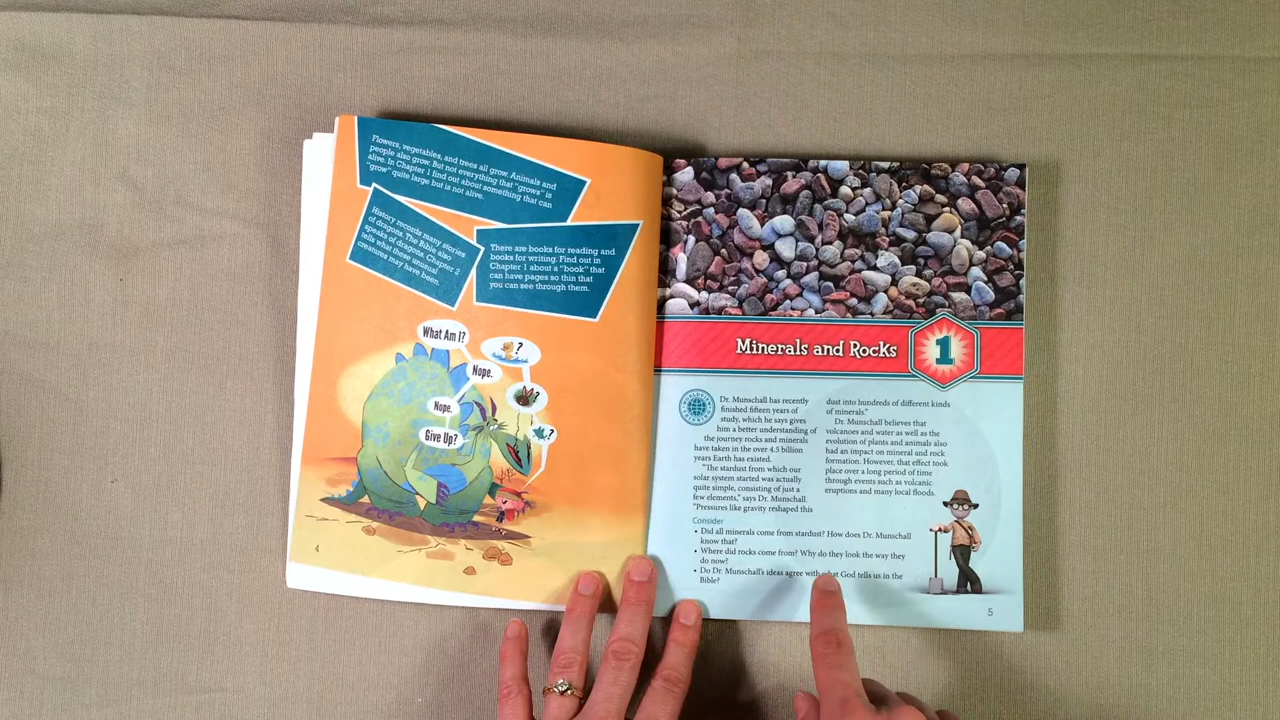 Flowers, vegetables, and trees all grow. Animals and
people also grow. But not everything that "grows" is
alive. In Chapter 1 find out about something that can
"grow" quite large but is not alive.
History records many stories
of dragons. The Bible also
speaks of dragons. Chapter 2
tells what these unusual
creatures may have been.
There are books for reading and
books for writing. Find out in
Chapter 1 about a "book" that
can have pages so thin that
you can see through them.
What Am I?
?
Nope.
?
Nope.
Give Up?
?
4
Minerals and Rocks
1
Dr. Munschall has recently
finished fifteen years of
study, which he says gives
him a better understanding of
the journey rocks and minerals
have taken in the over 4.5 billion
years Earth has existed.
"The stardust from which our
solar system started was actually
quite simple, consisting of just a
few elements," says Dr. Munschall.
"Pressures like gravity reshaped this
dust into hundreds of different kinds
of minerals."
Dr. Munschall believes that
volcanoes and water as well as the
evolution of plants and animals also
had an impact on mineral and rock
formation. However, that effect took
place over a long period of time
through events such as volcanic
eruptions and many local floods.
Consider
• Did all minerals come from stardust? How does Dr. Munschall
know that?
• Where did rocks come from? Why do they look the way they
do now?
• Do Dr. Munschall's ideas agree with what God tells us in the
Bible?
5